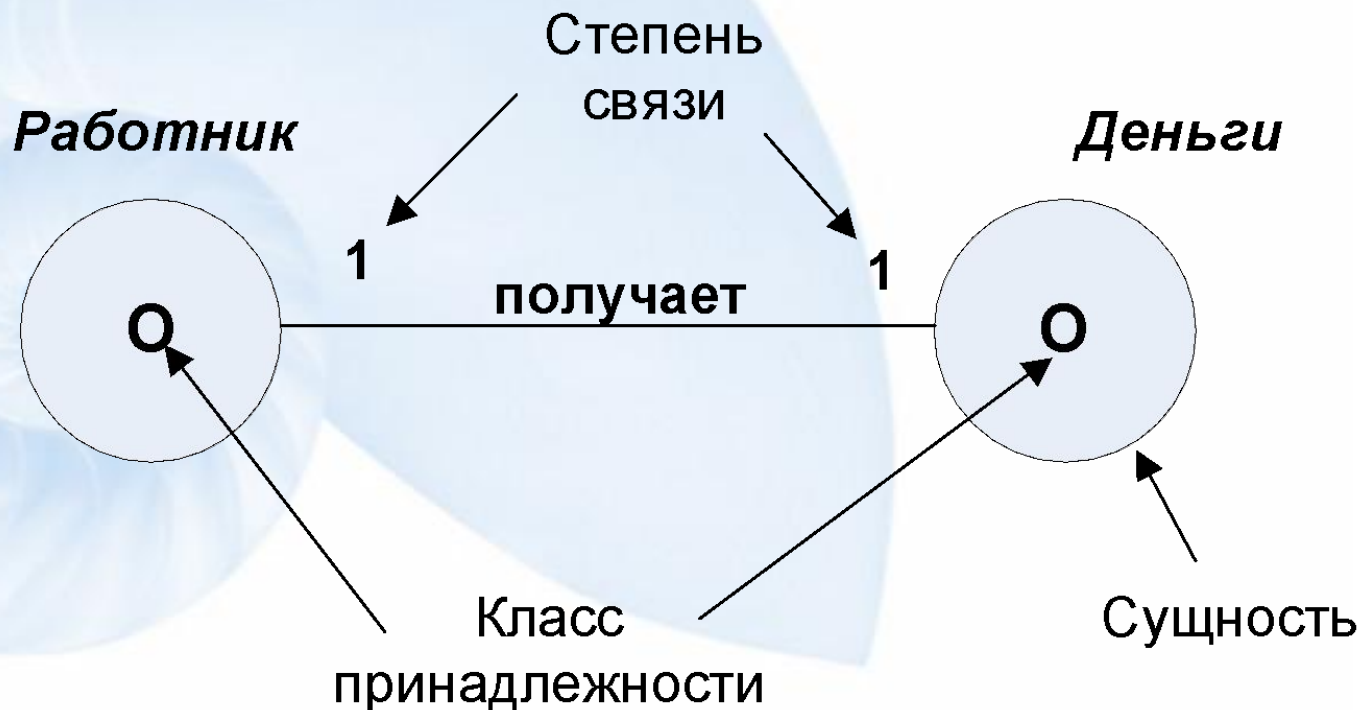 Степень
связи
Работник
Деньги
1
1
получает
О
О
Класс
принадлежности
Сущность